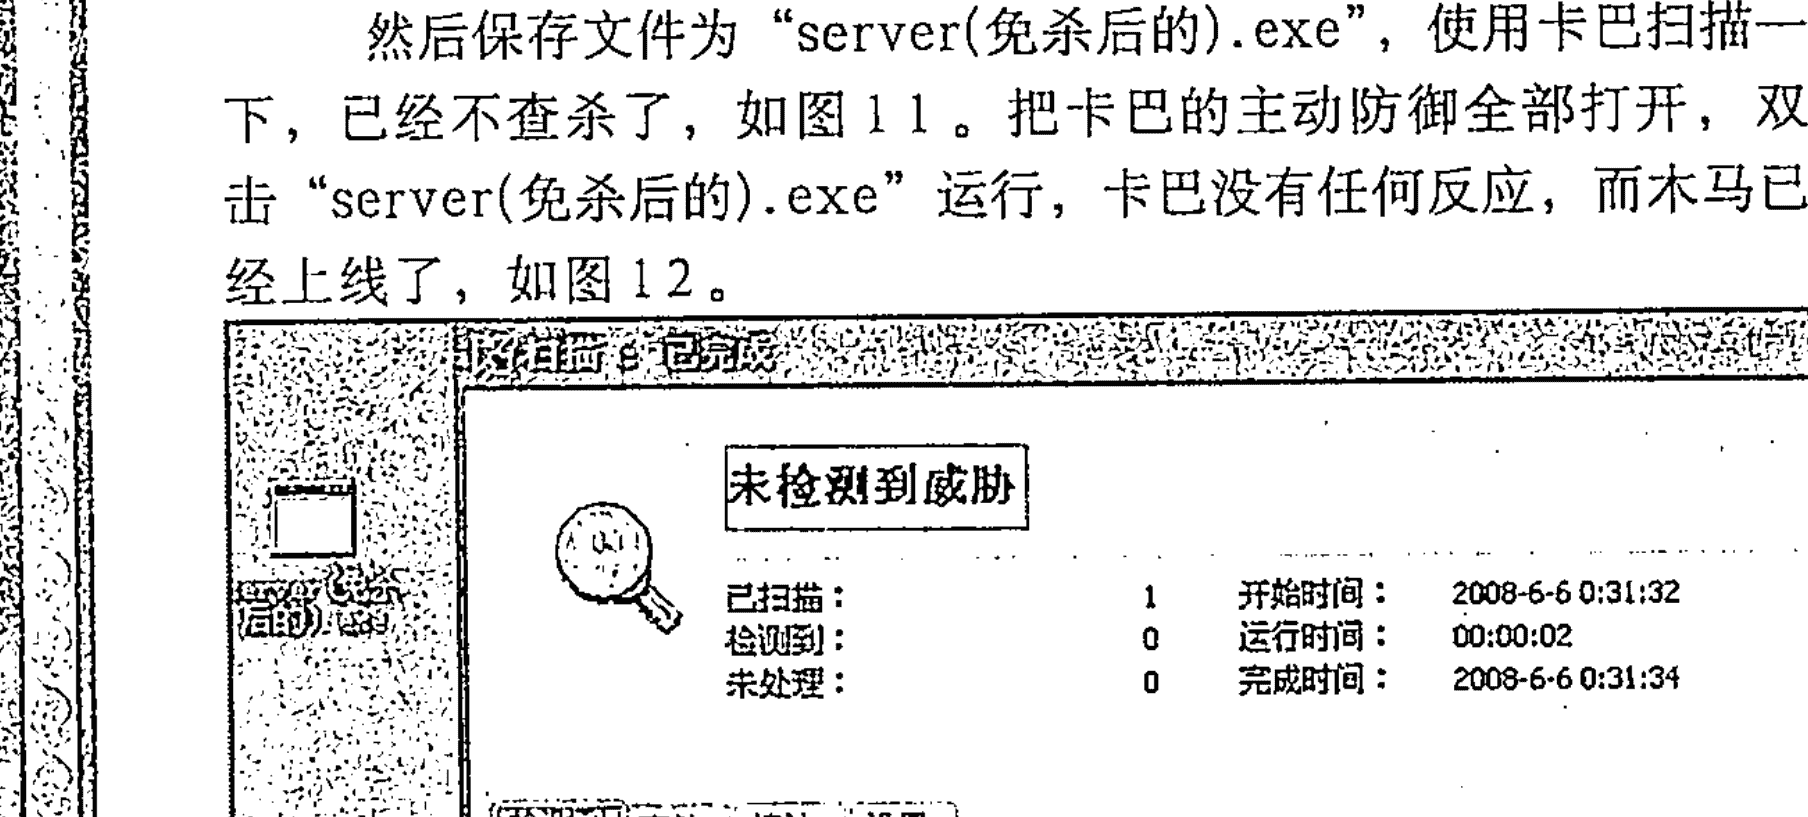 然后保存文件为“server(免杀后的).exe”，使用卡巴扫描一
下，已经不查杀了，如图11。把卡巴的主动防御全部打开，双
击“server(免杀后的).exe”运行，卡巴没有任何反应，而木马已
经上线了，如图12。
扫描：已完成
未检测到威胁
server(免杀
后的).exe
已扫描： 1 开始时间： 2008-6-6 0:31:32
检测到： 0 运行时间： 00:00:02
未处理： 0 完成时间： 2008-6-6 0:31:34